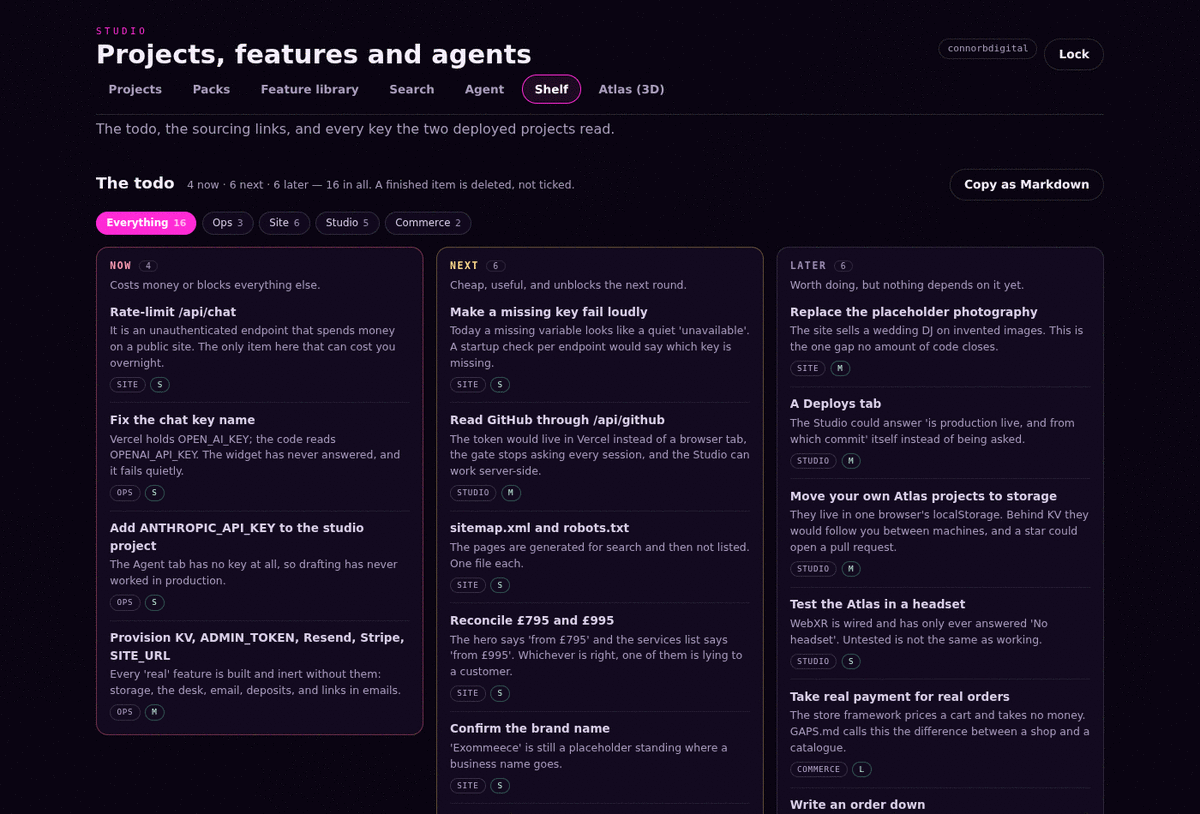 STUDIO
Projects, features and agents
connorbdigital
Lock
Projects
Packs
Feature library
Search
Agent
Shelf
Atlas (3D)
The todo, the sourcing links, and every key the two deployed projects read.
The todo
4 now · 6 next · 6 later — 16 in all. A finished item is deleted, not ticked.
Copy as Markdown
Everything 16
Ops 3
Site 6
Studio 5
Commerce 2
NOW 4
Costs money or blocks everything else.
Rate-limit /api/chat
It is an unauthenticated endpoint that spends money
on a public site. The only item here that can cost you
overnight.
SITE S
Fix the chat key name
Vercel holds OPEN_AI_KEY; the code reads
OPENAI_API_KEY. The widget has never answered, and
it fails quietly.
OPS S
Add ANTHROPIC_API_KEY to the studio
project
The Agent tab has no key at all, so drafting has never
worked in production.
OPS S
Provision KV, ADMIN_TOKEN, Resend, Stripe,
SITE_URL
Every 'real' feature is built and inert without them:
storage, the desk, email, deposits, and links in emails.
OPS M
NEXT 6
Cheap, useful, and unblocks the next round.
Make a missing key fail loudly
Today a missing variable looks like a quiet 'unavailable'.
A startup check per endpoint would say which key is
missing.
SITE S
Read GitHub through /api/github
The token would live in Vercel instead of a browser tab,
the gate stops asking every session, and the Studio can
work server-side.
STUDIO M
sitemap.xml and robots.txt
The pages are generated for search and then not listed.
One file each.
SITE S
Reconcile £795 and £995
The hero says 'from £795' and the services list says
'from £995'. Whichever is right, one of them is lying to
a customer.
SITE S
Confirm the brand name
'Exommeece' is still a placeholder standing where a
business name goes.
SITE S
LATER 6
Worth doing, but nothing depends on it yet.
Replace the placeholder photography
The site sells a wedding DJ on invented images. This is
the one gap no amount of code closes.
SITE M
A Deploys tab
The Studio could answer 'is production live, and from
which commit' itself instead of being asked.
STUDIO M
Move your own Atlas projects to storage
They live in one browser's localStorage. Behind KV they
would follow you between machines, and a star could
open a pull request.
STUDIO M
Test the Atlas in a headset
WebXR is wired and has only ever answered 'No
headset'. Untested is not the same as working.
STUDIO S
Take real payment for real orders
The store framework prices a cart and takes no money.
GAPS.md calls this the difference between a shop and a
catalogue.
COMMERCE L
Write an order down